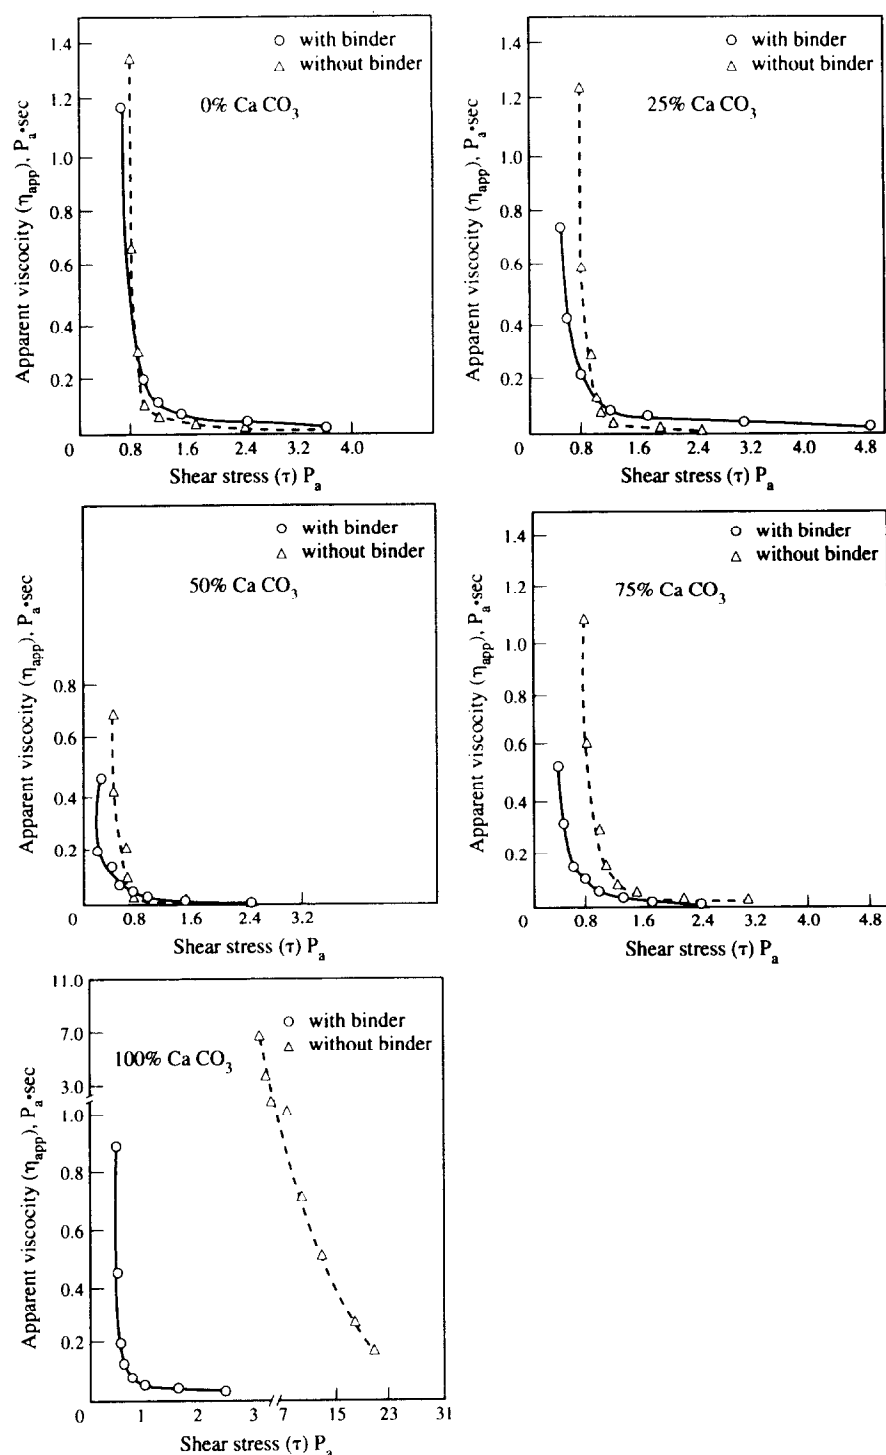 1.4
1.2
1.0
0.8
0.6
0.4
0.2
0
0.8
1.6
2.4
3.2
4.0
Apparent viscocity (ηapp), Pa•sec
Shear stress (τ) Pa
with binder
without binder
0% Ca CO3
1.4
1.2
1.0
0.8
0.6
0.4
0.2
0
0.8
1.6
2.4
3.2
4.0
4.8
Apparent viscocity (ηapp), Pa•sec
Shear stress (τ) Pa
with binder
without binder
25% Ca CO3
0.8
0.6
0.4
0.2
0
0.8
1.6
2.4
3.2
Apparent viscocity (ηapp), Pa•sec
Shear stress (τ) Pa
with binder
without binder
50% Ca CO3
1.4
1.2
1.0
0.8
0.6
0.4
0.2
0
0.8
1.6
2.4
3.2
4.0
4.8
Apparent viscocity (ηapp), Pa•sec
Shear stress (τ) Pa
with binder
without binder
75% Ca CO3
11.0
7.0
3.0
1.0
0.8
0.6
0.4
0.2
0
1
2
3
7
15
23
31
Apparent viscocity (ηapp), Pa•sec
Shear stress (τ) Pa
with binder
without binder
100% Ca CO3